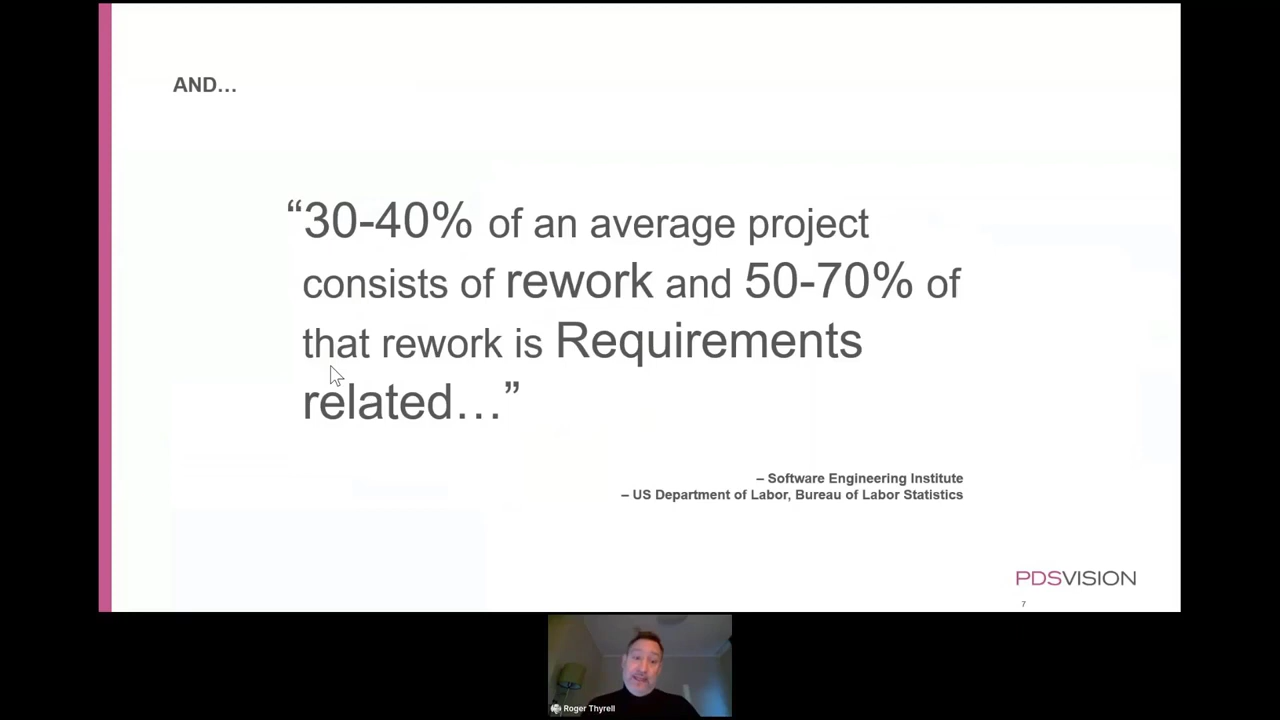 AND…
“30-40% of an average project
consists of rework and 50-70% of
that rework is Requirements
related…”
– Software Engineering Institute
– US Department of Labor, Bureau of Labor Statistics
PDSVISION
7
Roger Thyrell